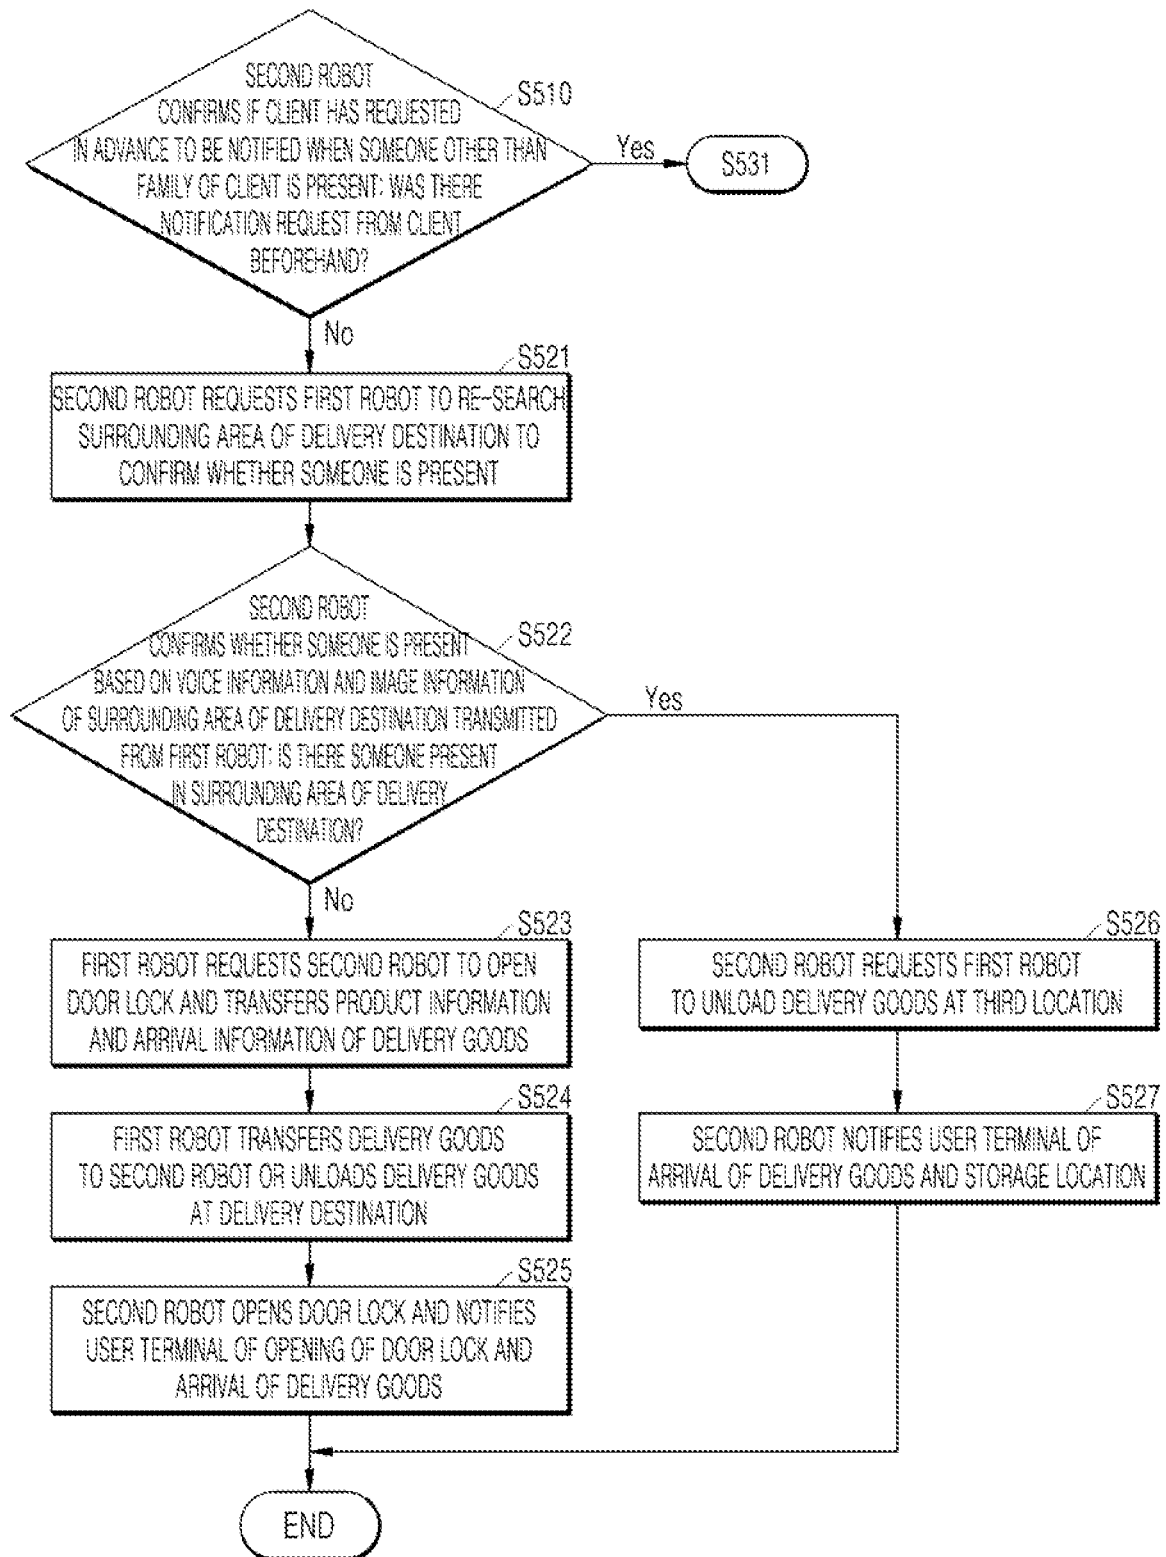 SECOND ROBOT
CONFIRMS IF CLIENT HAS REQUESTED
IN ADVANCE TO BE NOTIFIED WHEN SOMEONE OTHER THAN
FAMILY OF CLIENT IS PRESENT; WAS THERE
NOTIFICATION REQUEST FROM CLIENT
BEFOREHAND?
S510
Yes
S531
No
S521
SECOND ROBOT REQUESTS FIRST ROBOT TO RE-SEARCH
SURROUNDING AREA OF DELIVERY DESTINATION TO
CONFIRM WHETHER SOMEONE IS PRESENT
SECOND ROBOT
CONFIRMS WHETHER SOMEONE IS PRESENT
BASED ON VOICE INFORMATION AND IMAGE INFORMATION
OF SURROUNDING AREA OF DELIVERY DESTINATION TRANSMITTED
FROM FIRST ROBOT; IS THERE SOMEONE PRESENT
IN SURROUNDING AREA OF DELIVERY
DESTINATION?
S522
Yes
No
S523
FIRST ROBOT REQUESTS SECOND ROBOT TO OPEN
DOOR LOCK AND TRANSFERS PRODUCT INFORMATION
AND ARRIVAL INFORMATION OF DELIVERY GOODS
S524
FIRST ROBOT TRANSFERS DELIVERY GOODS
TO SECOND ROBOT OR UNLOADS DELIVERY GOODS
AT DELIVERY DESTINATION
S525
SECOND ROBOT OPENS DOOR LOCK AND NOTIFIES
USER TERMINAL OF OPENING OF DOOR LOCK AND
ARRIVAL OF DELIVERY GOODS
S526
SECOND ROBOT REQUESTS FIRST ROBOT
TO UNLOAD DELIVERY GOODS AT THIRD LOCATION
S527
SECOND ROBOT NOTIFIES USER TERMINAL OF
ARRIVAL OF DELIVERY GOODS AND STORAGE LOCATION
END